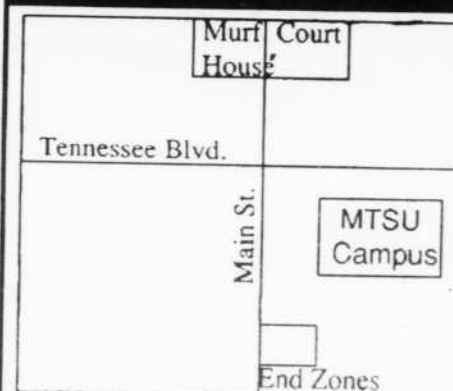 Murf Court
House
Tennessee Blvd.
Main St.
MTSU
Campus
End Zones